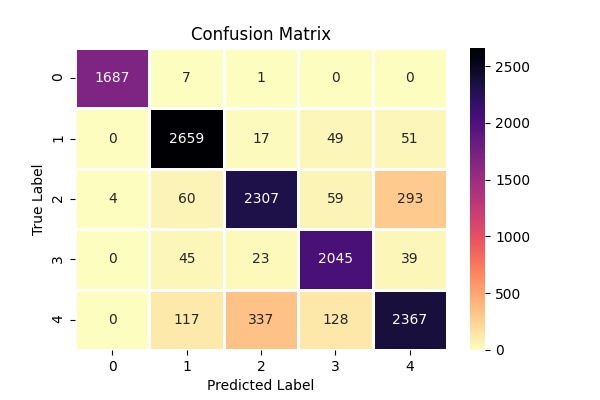 Confusion Matrix
True Label
0 1687 7 1 0 0
1 0 2659 17 49 51
2 4 60 2307 59 293
3 0 45 23 2045 39
4 0 117 337 128 2367
0 1 2 3 4
Predicted Label
2500
2000
1500
1000
500
0